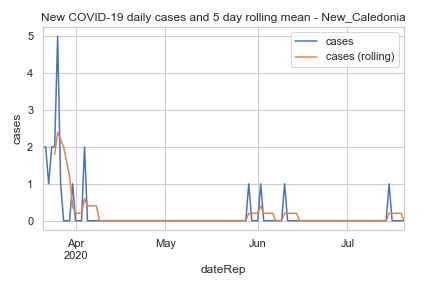 New COVID-19 daily cases and 5 day rolling mean - New_Caledonia
cases
cases (rolling)
5
4
3
2
1
0
cases
Apr
2020
May
Jun
Jul
dateRep